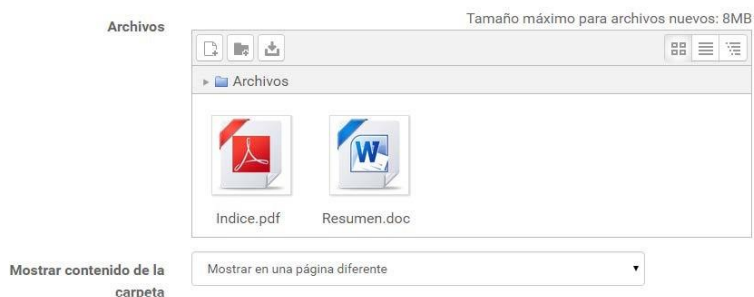 Tamaño máximo para archivos nuevos: 8MB
Archivos
Archivos
W
Indice.pdf
Resumen.doc
Mostrar contenido de la
carpeta
Mostrar en una página diferente